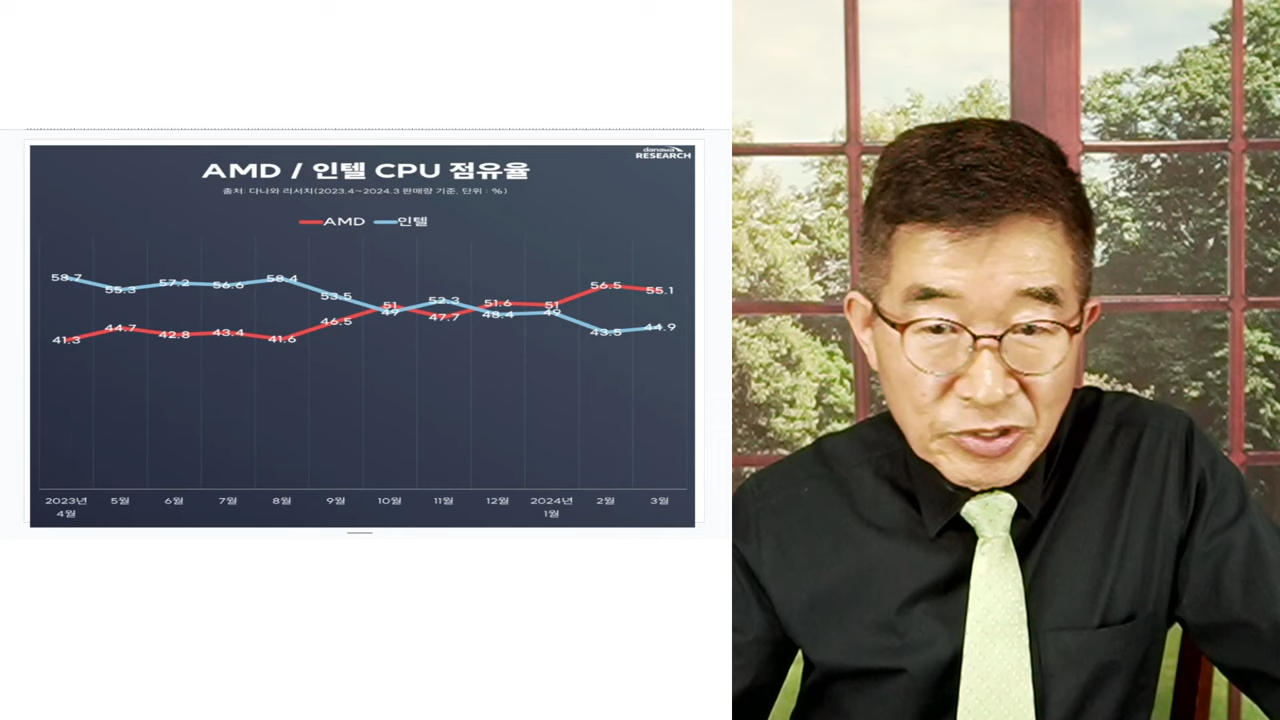 danawa
RESEARCH
AMD / 인텔 CPU 점유율
출처: 다나와 리서치(2023.4~2024.3 판매량 기준, 단위 : %)
AMD 인텔
58.7 55.3 57.2 56.6 58.4 53.5 49 52.3 48.4 49 43.5 44.9
41.3 44.7 42.8 43.4 41.6 46.5 51 47.7 51.6 51 56.5 55.1
2023년 5월 6월 7월 8월 9월 10월 11월 12월 2024년 2월 3월
4월 1월